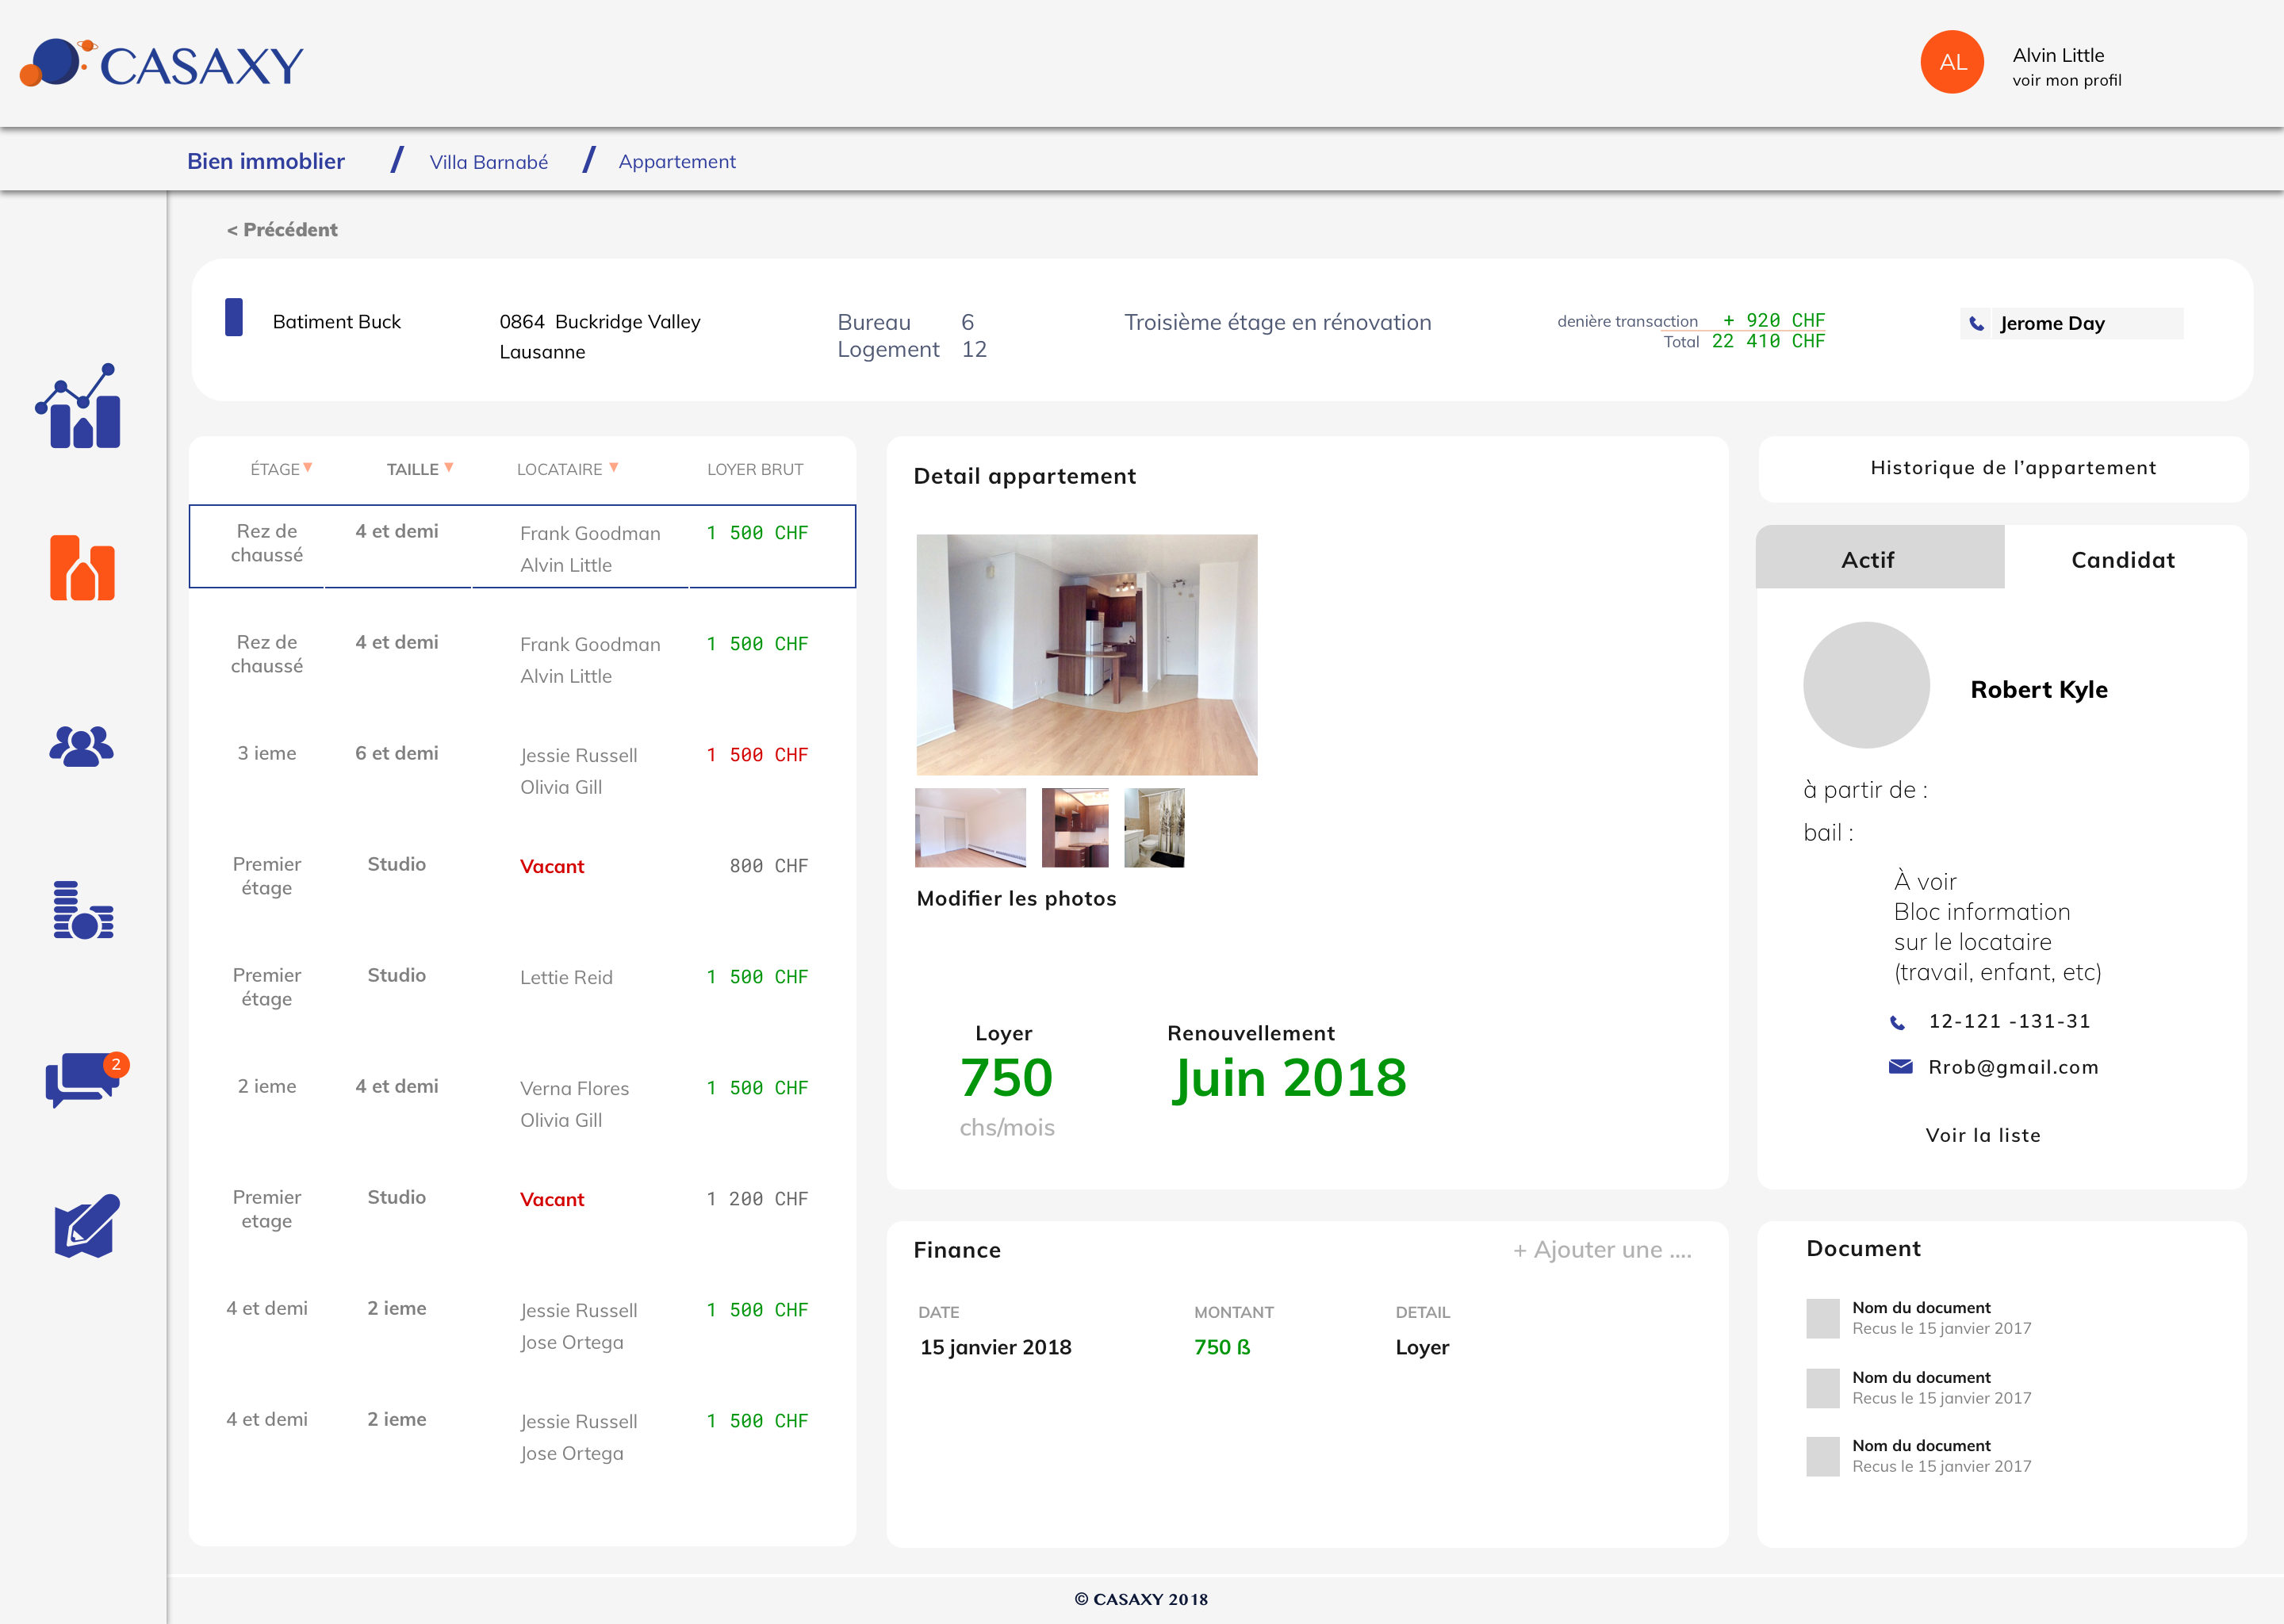 CASAXY
AL
Alvin Little
voir mon profil
Bien immoblier / Villa Barnabé / Appartement
< Précédent
Batiment Buck
0864 Buckridge Valley
Lausanne
Bureau 6
Logement 12
Troisième étage en rénovation
denière transaction + 920 CHF
Total 22 410 CHF
Jerome Day
ÉTAGE TAILLE LOCATAIRE LOYER BRUT
Rez de chaussé 4 et demi Frank Goodman 1 500 CHF
Alvin Little
Rez de chaussé 4 et demi Frank Goodman 1 500 CHF
Alvin Little
3 ieme 6 et demi Jessie Russell 1 500 CHF
Olivia Gill
Premier étage Studio Vacant 800 CHF
Premier étage Studio Lettie Reid 1 500 CHF
2 ieme 4 et demi Verna Flores 1 500 CHF
Olivia Gill
Premier etage Studio Vacant 1 200 CHF
4 et demi 2 ieme Jessie Russell 1 500 CHF
Jose Ortega
4 et demi 2 ieme Jessie Russell 1 500 CHF
Jose Ortega
2
Detail appartement
Modifier les photos
Loyer
750
chs/mois
Renouvellement
Juin 2018
Finance
+ Ajouter une ....
DATE MONTANT DETAIL
15 janvier 2018 750 ß Loyer
Historique de l’appartement
Actif Candidat
Robert Kyle
à partir de :
bail :
À voir
Bloc information
sur le locataire
(travail, enfant, etc)
12-121 -131-31
Rrob@gmail.com
Voir la liste
Document
Nom du document
Recus le 15 janvier 2017
Nom du document
Recus le 15 janvier 2017
Nom du document
Recus le 15 janvier 2017
© CASAXY 2018